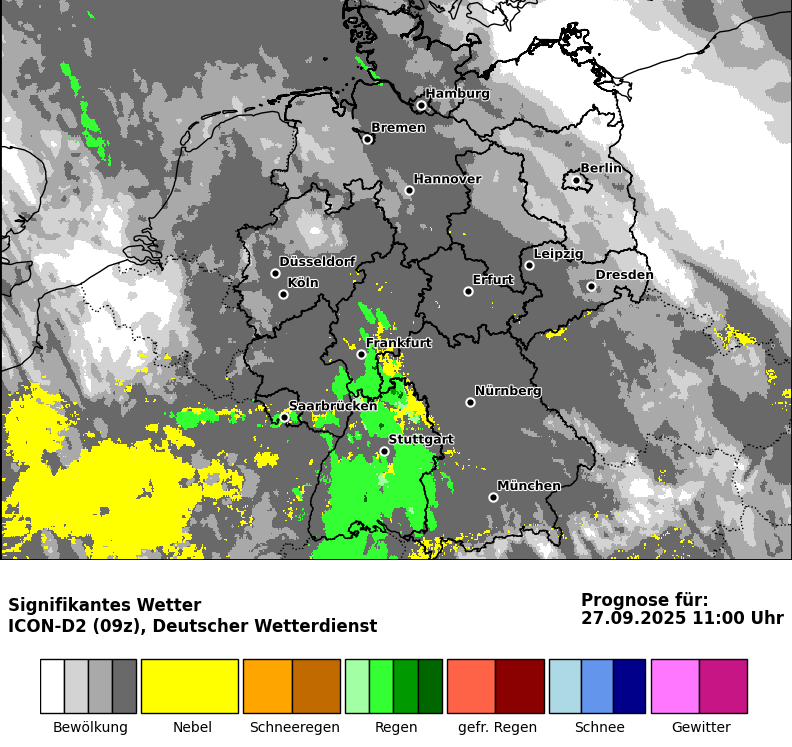 Hamburg
Bremen
Berlin
Hannover
Düsseldorf
Leipzig
Köln
Erfurt
Dresden
Frankfurt
Nürnberg
Saarbrücken
Stuttgart
München
Signifikantes Wetter
ICON-D2 (09z), Deutscher Wetterdienst
Prognose für:
27.09.2025 11:00 Uhr
Bewölkung Nebel Schneeregen Regen gefr. Regen Schnee Gewitter